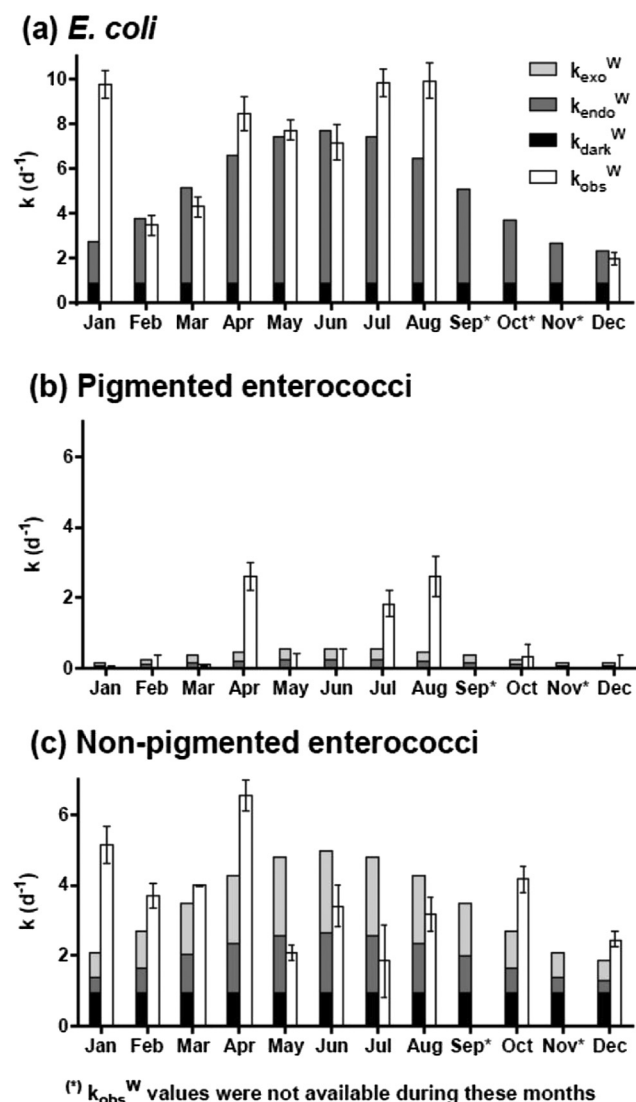 (a) E. coli
k (d⁻¹)
10
8
6
4
2
0
k_exo^W
k_endo^W
k_dark^W
k_obs^W
Jan Feb Mar Apr May Jun Jul Aug Sep* Oct* Nov* Dec
(b) Pigmented enterococci
k (d⁻¹)
6
4
2
0
Jan Feb Mar Apr May Jun Jul Aug Sep* Oct Nov* Dec
(c) Non-pigmented enterococci
k (d⁻¹)
6
4
2
0
Jan Feb Mar Apr May Jun Jul Aug Sep* Oct Nov* Dec
(*) k_obs^W values were not available during these months